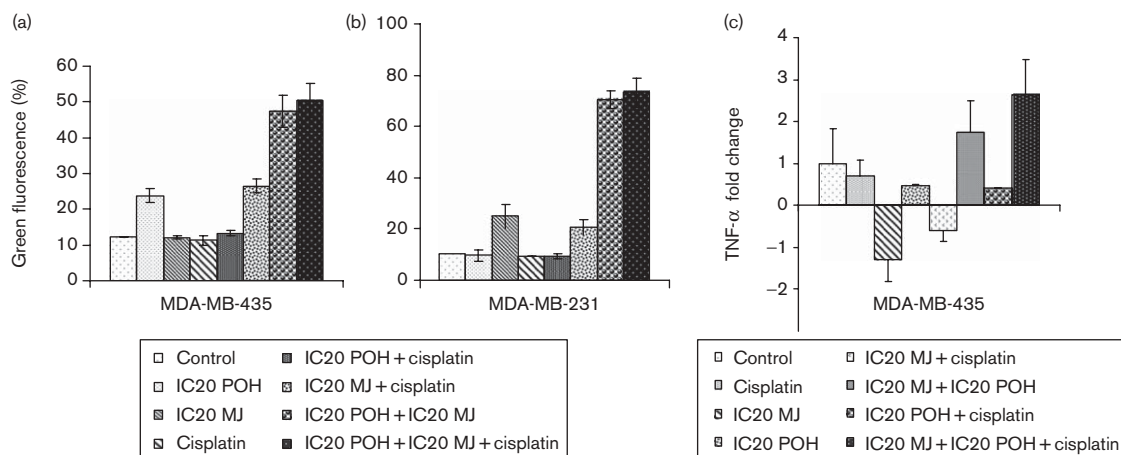 (a)
Green fluorescence (%)
60
50
40
30
20
10
0
MDA-MB-435
(b)
100
80
60
40
20
0
MDA-MB-231
Control
IC20 POH
IC20 MJ
Cisplatin
IC20 POH + cisplatin
IC20 MJ + cisplatin
IC20 POH + IC20 MJ
IC20 POH + IC20 MJ + cisplatin
(c)
TNF-α fold change
4
3
2
1
0
−1
−2
MDA-MB-435
Control
Cisplatin
IC20 MJ
IC20 POH
IC20 MJ + cisplatin
IC20 MJ + IC20 POH
IC20 POH + cisplatin
IC20 MJ + IC20 POH + cisplatin